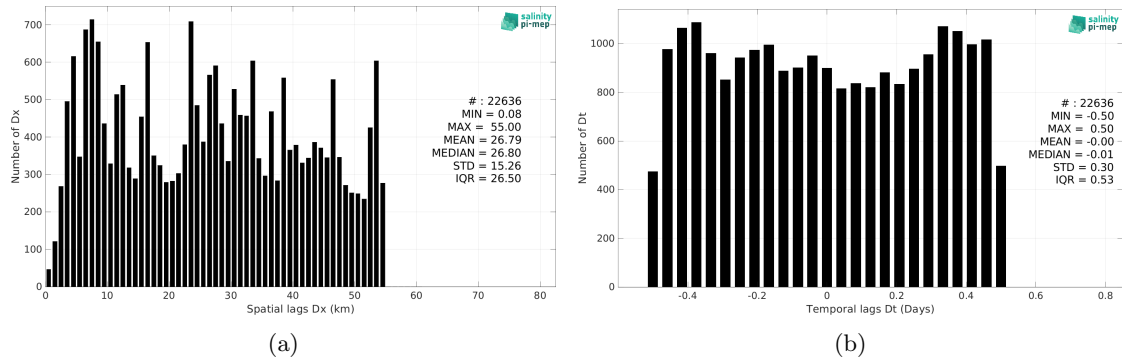 700
600
500
400
300
200
100
0
Number of Dx
0 10 20 30 40 50 60 70 80
Spatial lags Dx (km)
salinity
pi-mep
# : 22636
MIN = 0.08
MAX = 55.00
MEAN = 26.79
MEDIAN = 26.80
STD = 15.26
IQR = 26.50
(a)
1000
800
600
400
200
0
Number of Dt
-0.4 -0.2 0 0.2 0.4 0.6 0.8
Temporal lags Dt (Days)
salinity
pi-mep
# : 22636
MIN = -0.50
MAX = 0.50
MEAN = -0.00
MEDIAN = -0.01
STD = 0.30
IQR = 0.53
(b)